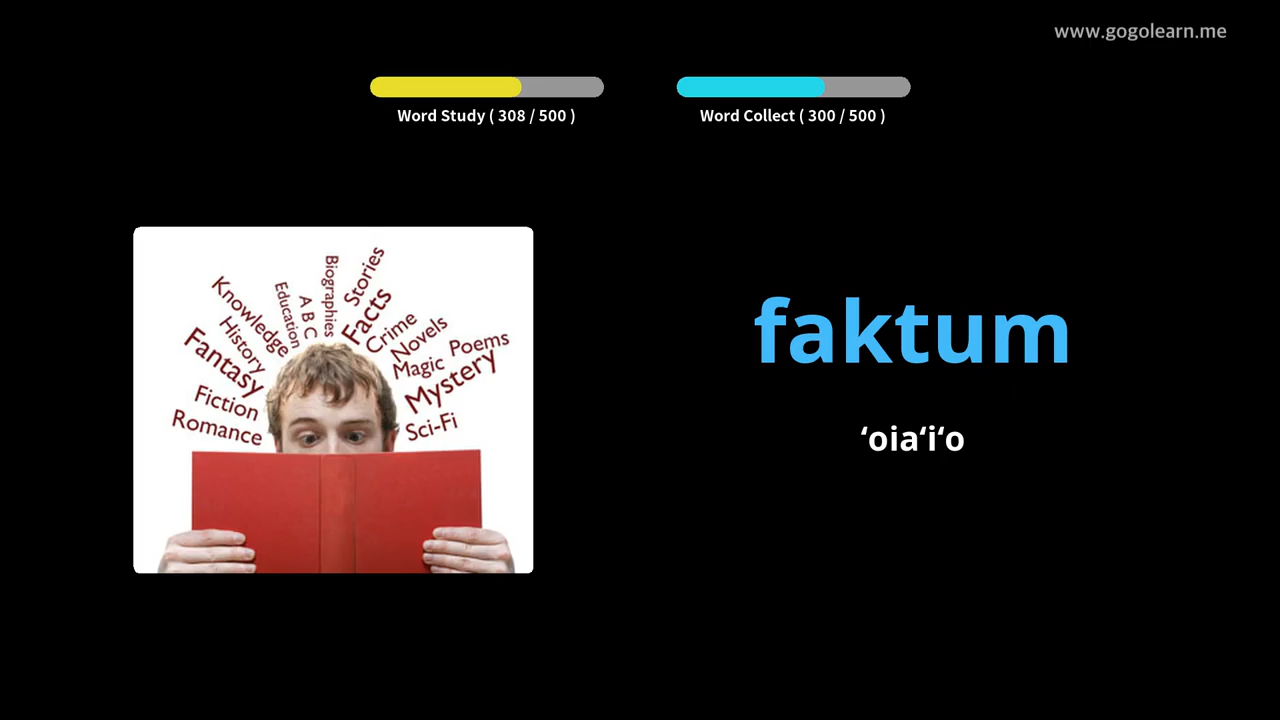 www.gogolearn.me
Word Study ( 308 / 500 )
Word Collect ( 300 / 500 )
Stories
Biographies
Facts
Education
A B C
Knowledge
Crime
History
Novels
Poems
Fantasy
Magic
Mystery
Fiction
Romance
Sci-Fi
faktum
ʻoiaʻiʻo